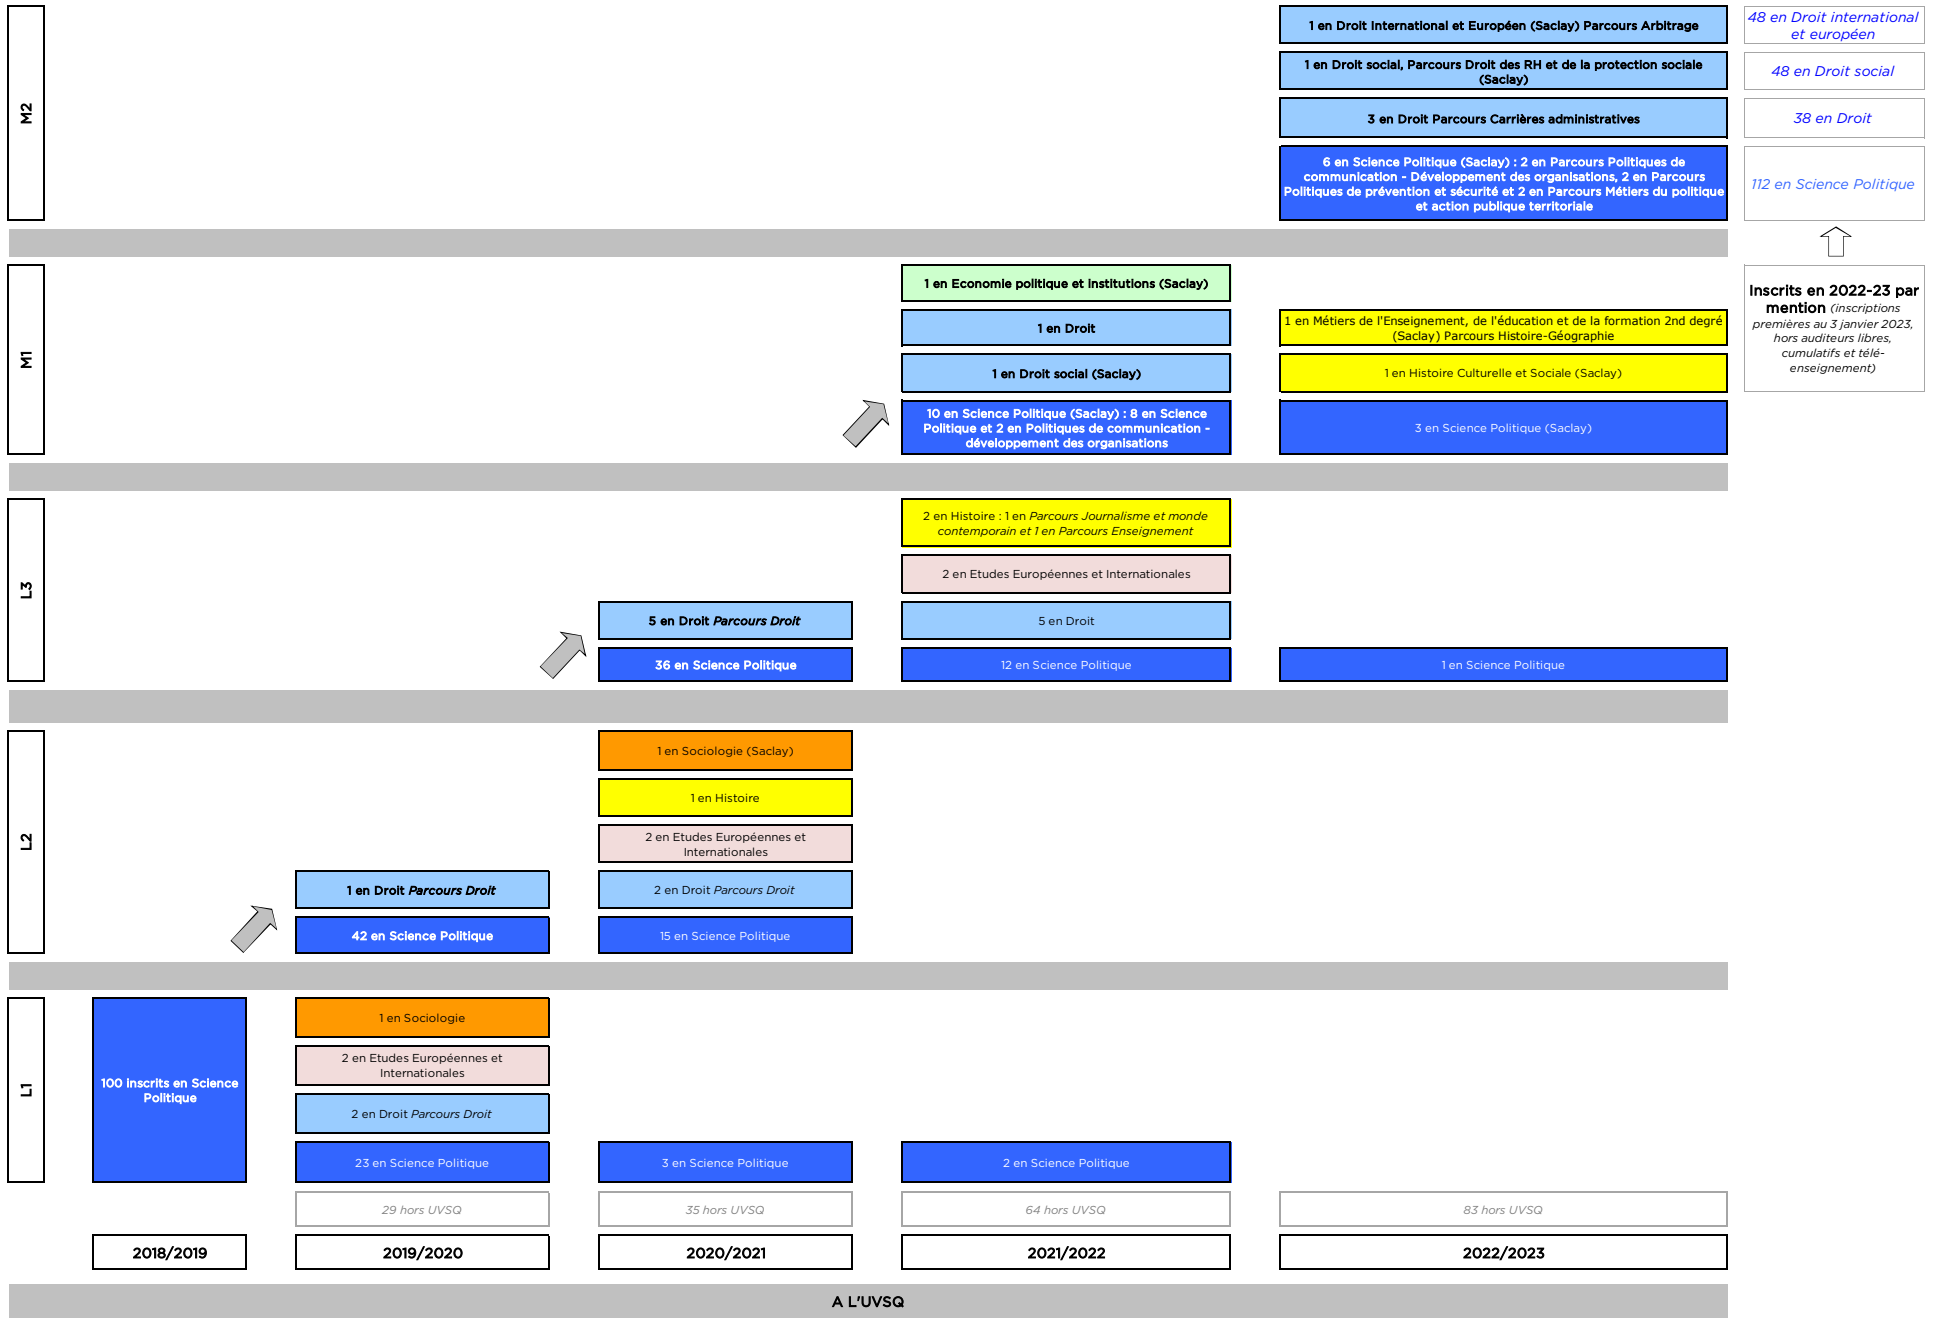 M2
1 en Droit International et Européen (Saclay) Parcours Arbitrage
48 en Droit international
et européen
1 en Droit social, Parcours Droit des RH et de la protection sociale
(Saclay)
48 en Droit social
3 en Droit Parcours Carrières administratives
38 en Droit
6 en Science Politique (Saclay) : 2 en Parcours Politiques de
communication - Développement des organisations, 2 en Parcours
Politiques de prévention et sécurité et 2 en Parcours Métiers du politique
et action publique territoriale
112 en Science Politique
M1
1 en Economie politique et institutions (Saclay)
1 en Droit
1 en Droit social (Saclay)
10 en Science Politique (Saclay) : 8 en Science
Politique et 2 en Politiques de communication -
développement des organisations
1 en Métiers de l'Enseignement, de l'éducation et de la formation 2nd degré
(Saclay) Parcours Histoire-Géographie
1 en Histoire Culturelle et Sociale (Saclay)
3 en Science Politique (Saclay)
Inscrits en 2022-23 par
mention (inscriptions
premières au 3 janvier 2023,
hors auditeurs libres,
cumulatifs et télé-
enseignement)
L3
5 en Droit Parcours Droit
36 en Science Politique
2 en Histoire : 1 en Parcours Journalisme et monde
contemporain et 1 en Parcours Enseignement
2 en Etudes Européennes et Internationales
5 en Droit
12 en Science Politique
1 en Science Politique
L2
1 en Droit Parcours Droit
42 en Science Politique
1 en Sociologie (Saclay)
1 en Histoire
2 en Etudes Européennes et
Internationales
2 en Droit Parcours Droit
15 en Science Politique
L1
100 inscrits en Science
Politique
1 en Sociologie
2 en Etudes Européennes et
Internationales
2 en Droit Parcours Droit
23 en Science Politique
3 en Science Politique
2 en Science Politique
29 hors UVSQ
35 hors UVSQ
64 hors UVSQ
83 hors UVSQ
2018/2019
2019/2020
2020/2021
2021/2022
2022/2023
A L'UVSQ